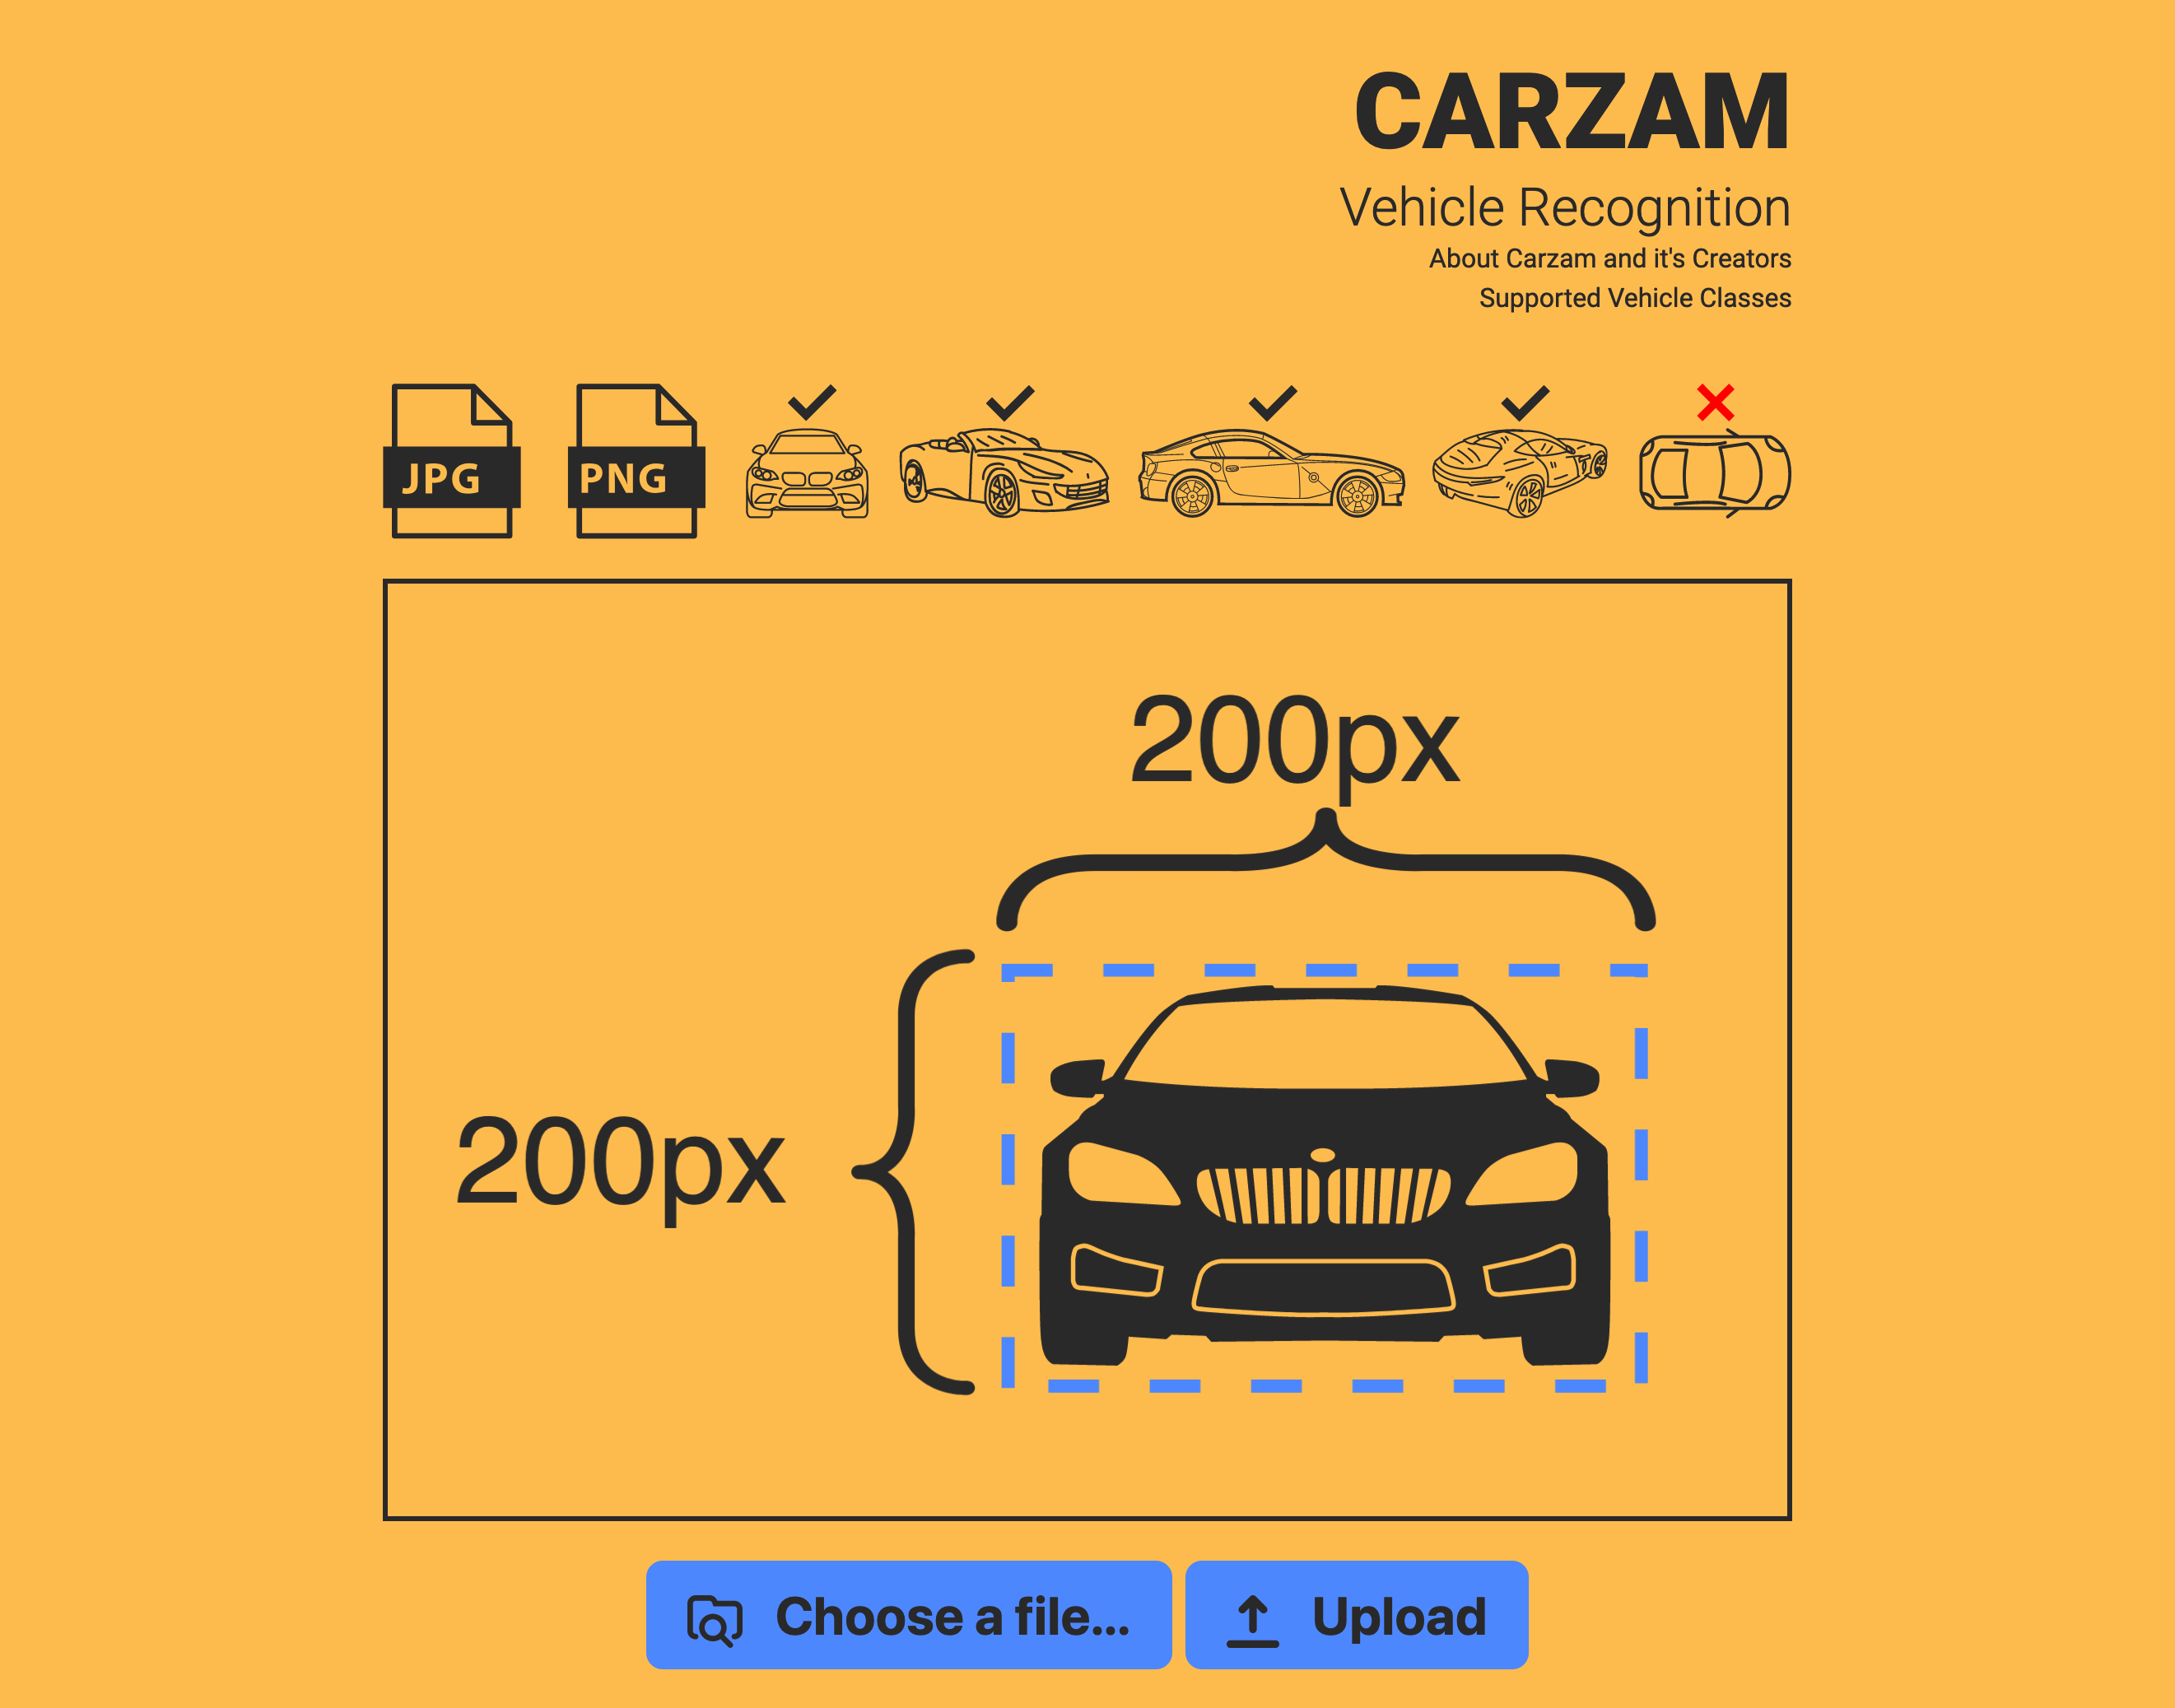 CARZAM
Vehicle Recognition
About Carzam and it's Creators
Supported Vehicle Classes
JPG
PNG
200px
200px
Choose a file...
Upload